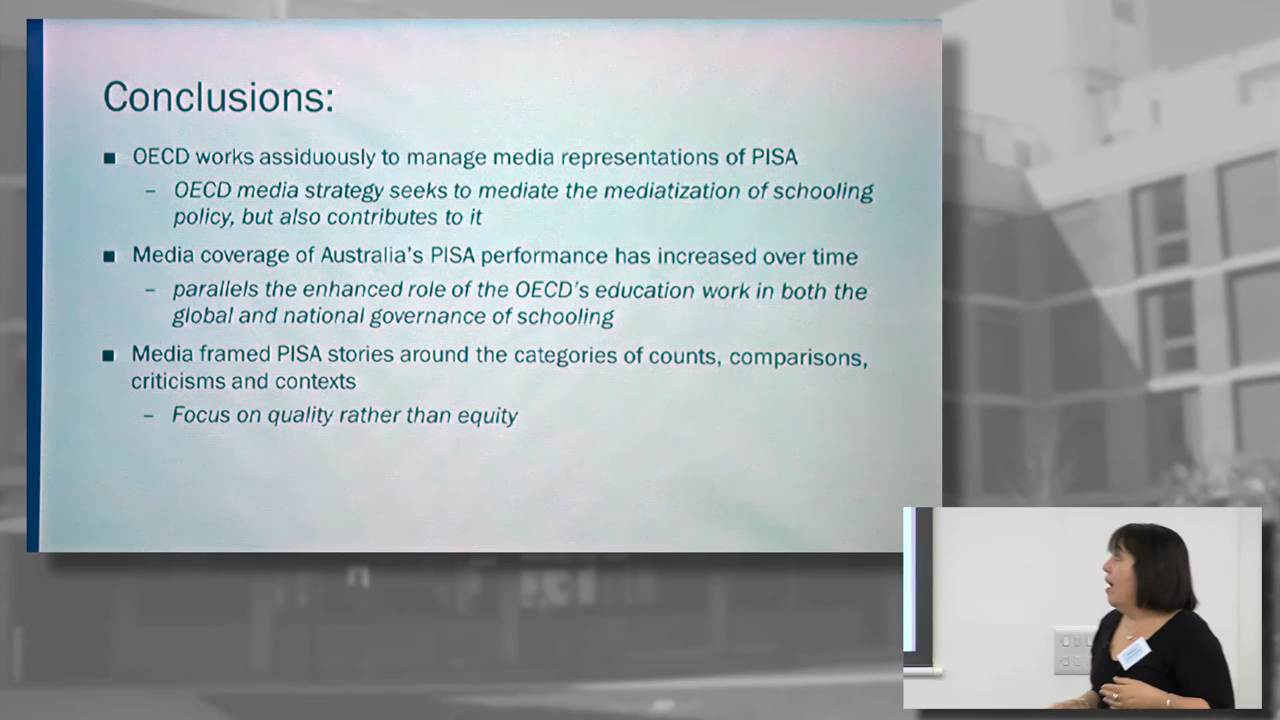 Conclusions:
■ OECD works assiduously to manage media representations of PISA
– OECD media strategy seeks to mediate the mediatization of schooling
policy, but also contributes to it
■ Media coverage of Australia's PISA performance has increased over time
– parallels the enhanced role of the OECD's education work in both the
global and national governance of schooling
■ Media framed PISA stories around the categories of counts, comparisons,
criticisms and contexts
– Focus on quality rather than equity